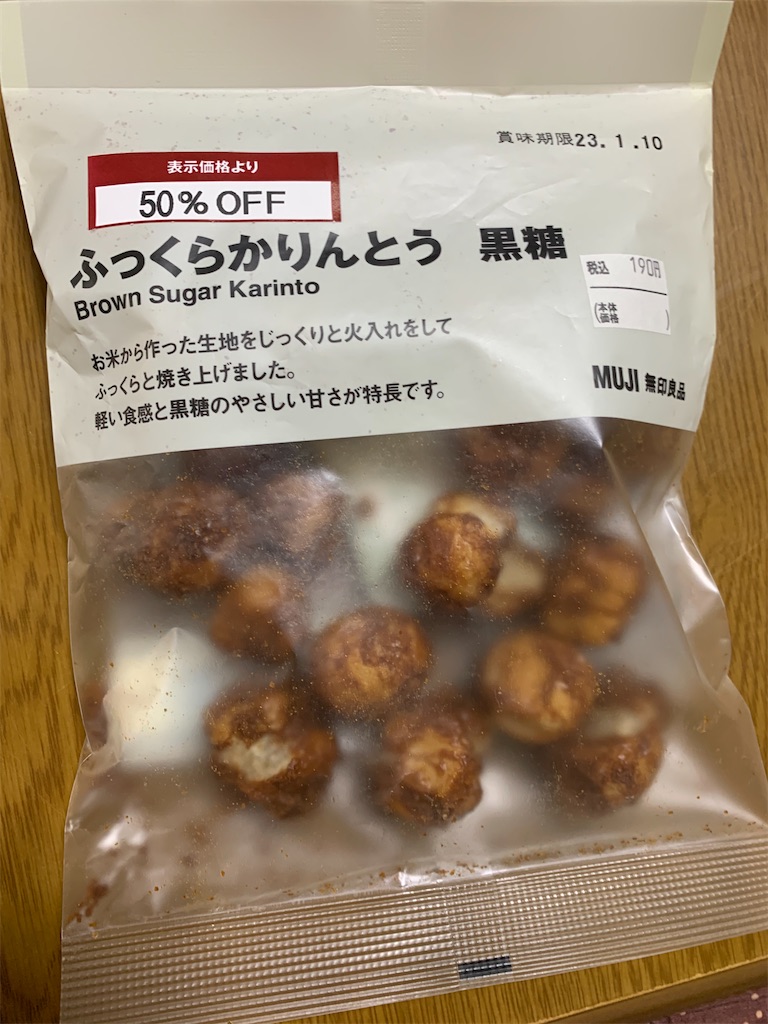 賞味期限23.1.10
表示価格より
50%OFF
ふっくらかりんとう 黒糖
Brown Sugar Karinto
税込 190円
(本体価格 )
お米から作った生地をじっくりと火入れをして
ふっくらと焼き上げました。
軽い食感と黒糖のやさしい甘さが特長です。
MUJI 無印良品